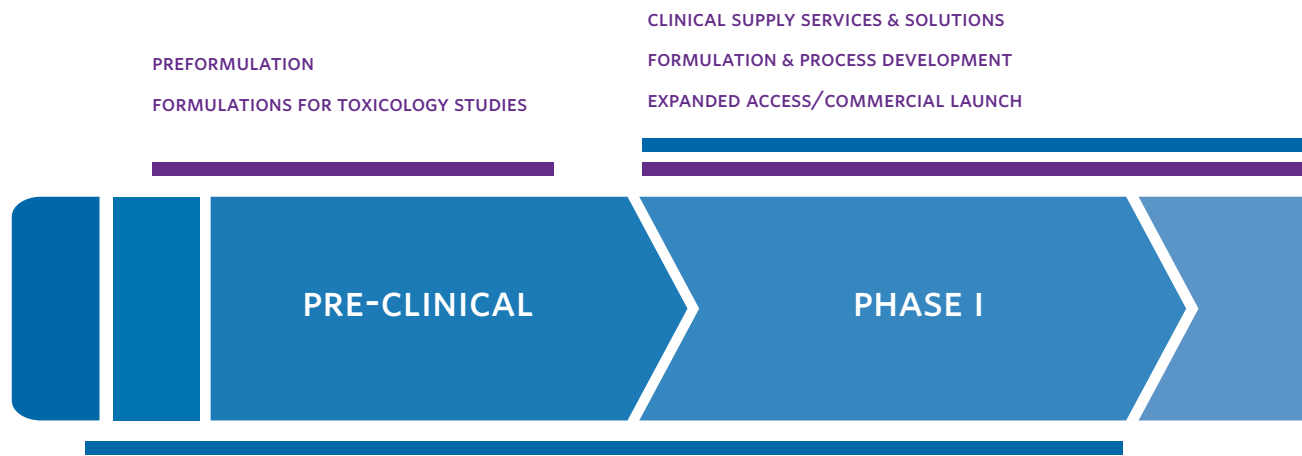 PREFORMULATION
FORMULATIONS FOR TOXICOLOGY STUDIES
CLINICAL SUPPLY SERVICES & SOLUTIONS
FORMULATION & PROCESS DEVELOPMENT
EXPANDED ACCESS/COMMERCIAL LAUNCH
PRE-CLINICAL
PHASE I